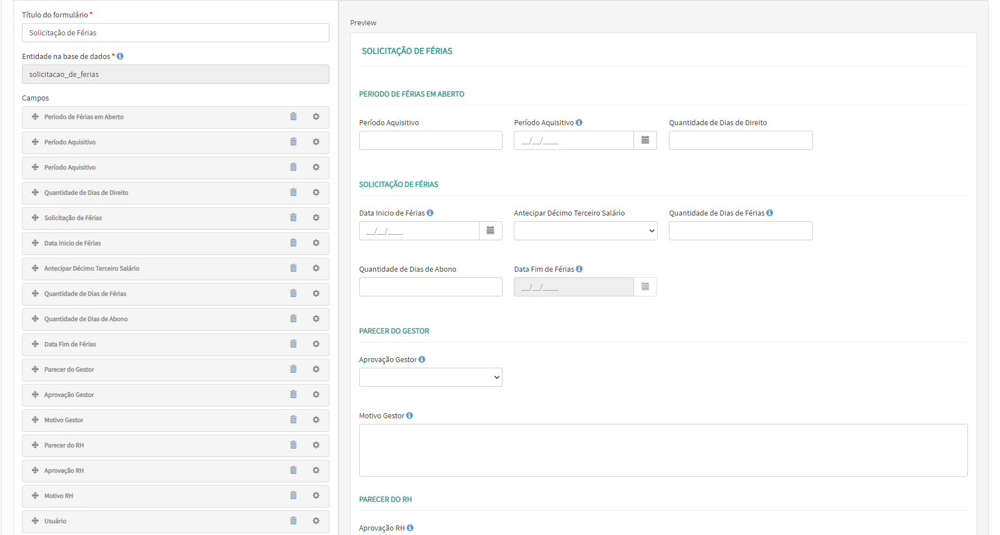 Título do formulário *
Solicitação de Férias
Entidade na base de dados *
solicitacao_de_ferias
Campos
Periodo de Férias em Aberto
Período Aquisitivo
Período Aquisitivo
Quantidade de Dias de Direito
Solicitação de Férias
Data Inicio de Férias
Antecipar Décimo Terceiro Salário
Quantidade de Dias de Férias
Quantidade de Dias de Abono
Data Fim de Férias
Parecer do Gestor
Aprovação Gestor
Motivo Gestor
Parecer do RH
Aprovação RH
Motivo RH
Usuário
Preview
SOLICITAÇÃO DE FÉRIAS
PERIODO DE FÉRIAS EM ABERTO
Período Aquisitivo Período Aquisitivo Quantidade de Dias de Direito
__/__/____
SOLICITAÇÃO DE FÉRIAS
Data Inicio de Férias Antecipar Décimo Terceiro Salário Quantidade de Dias de Férias
__/__/____
Quantidade de Dias de Abono Data Fim de Férias
__/__/____
PARECER DO GESTOR
Aprovação Gestor
Motivo Gestor
PARECER DO RH
Aprovação RH